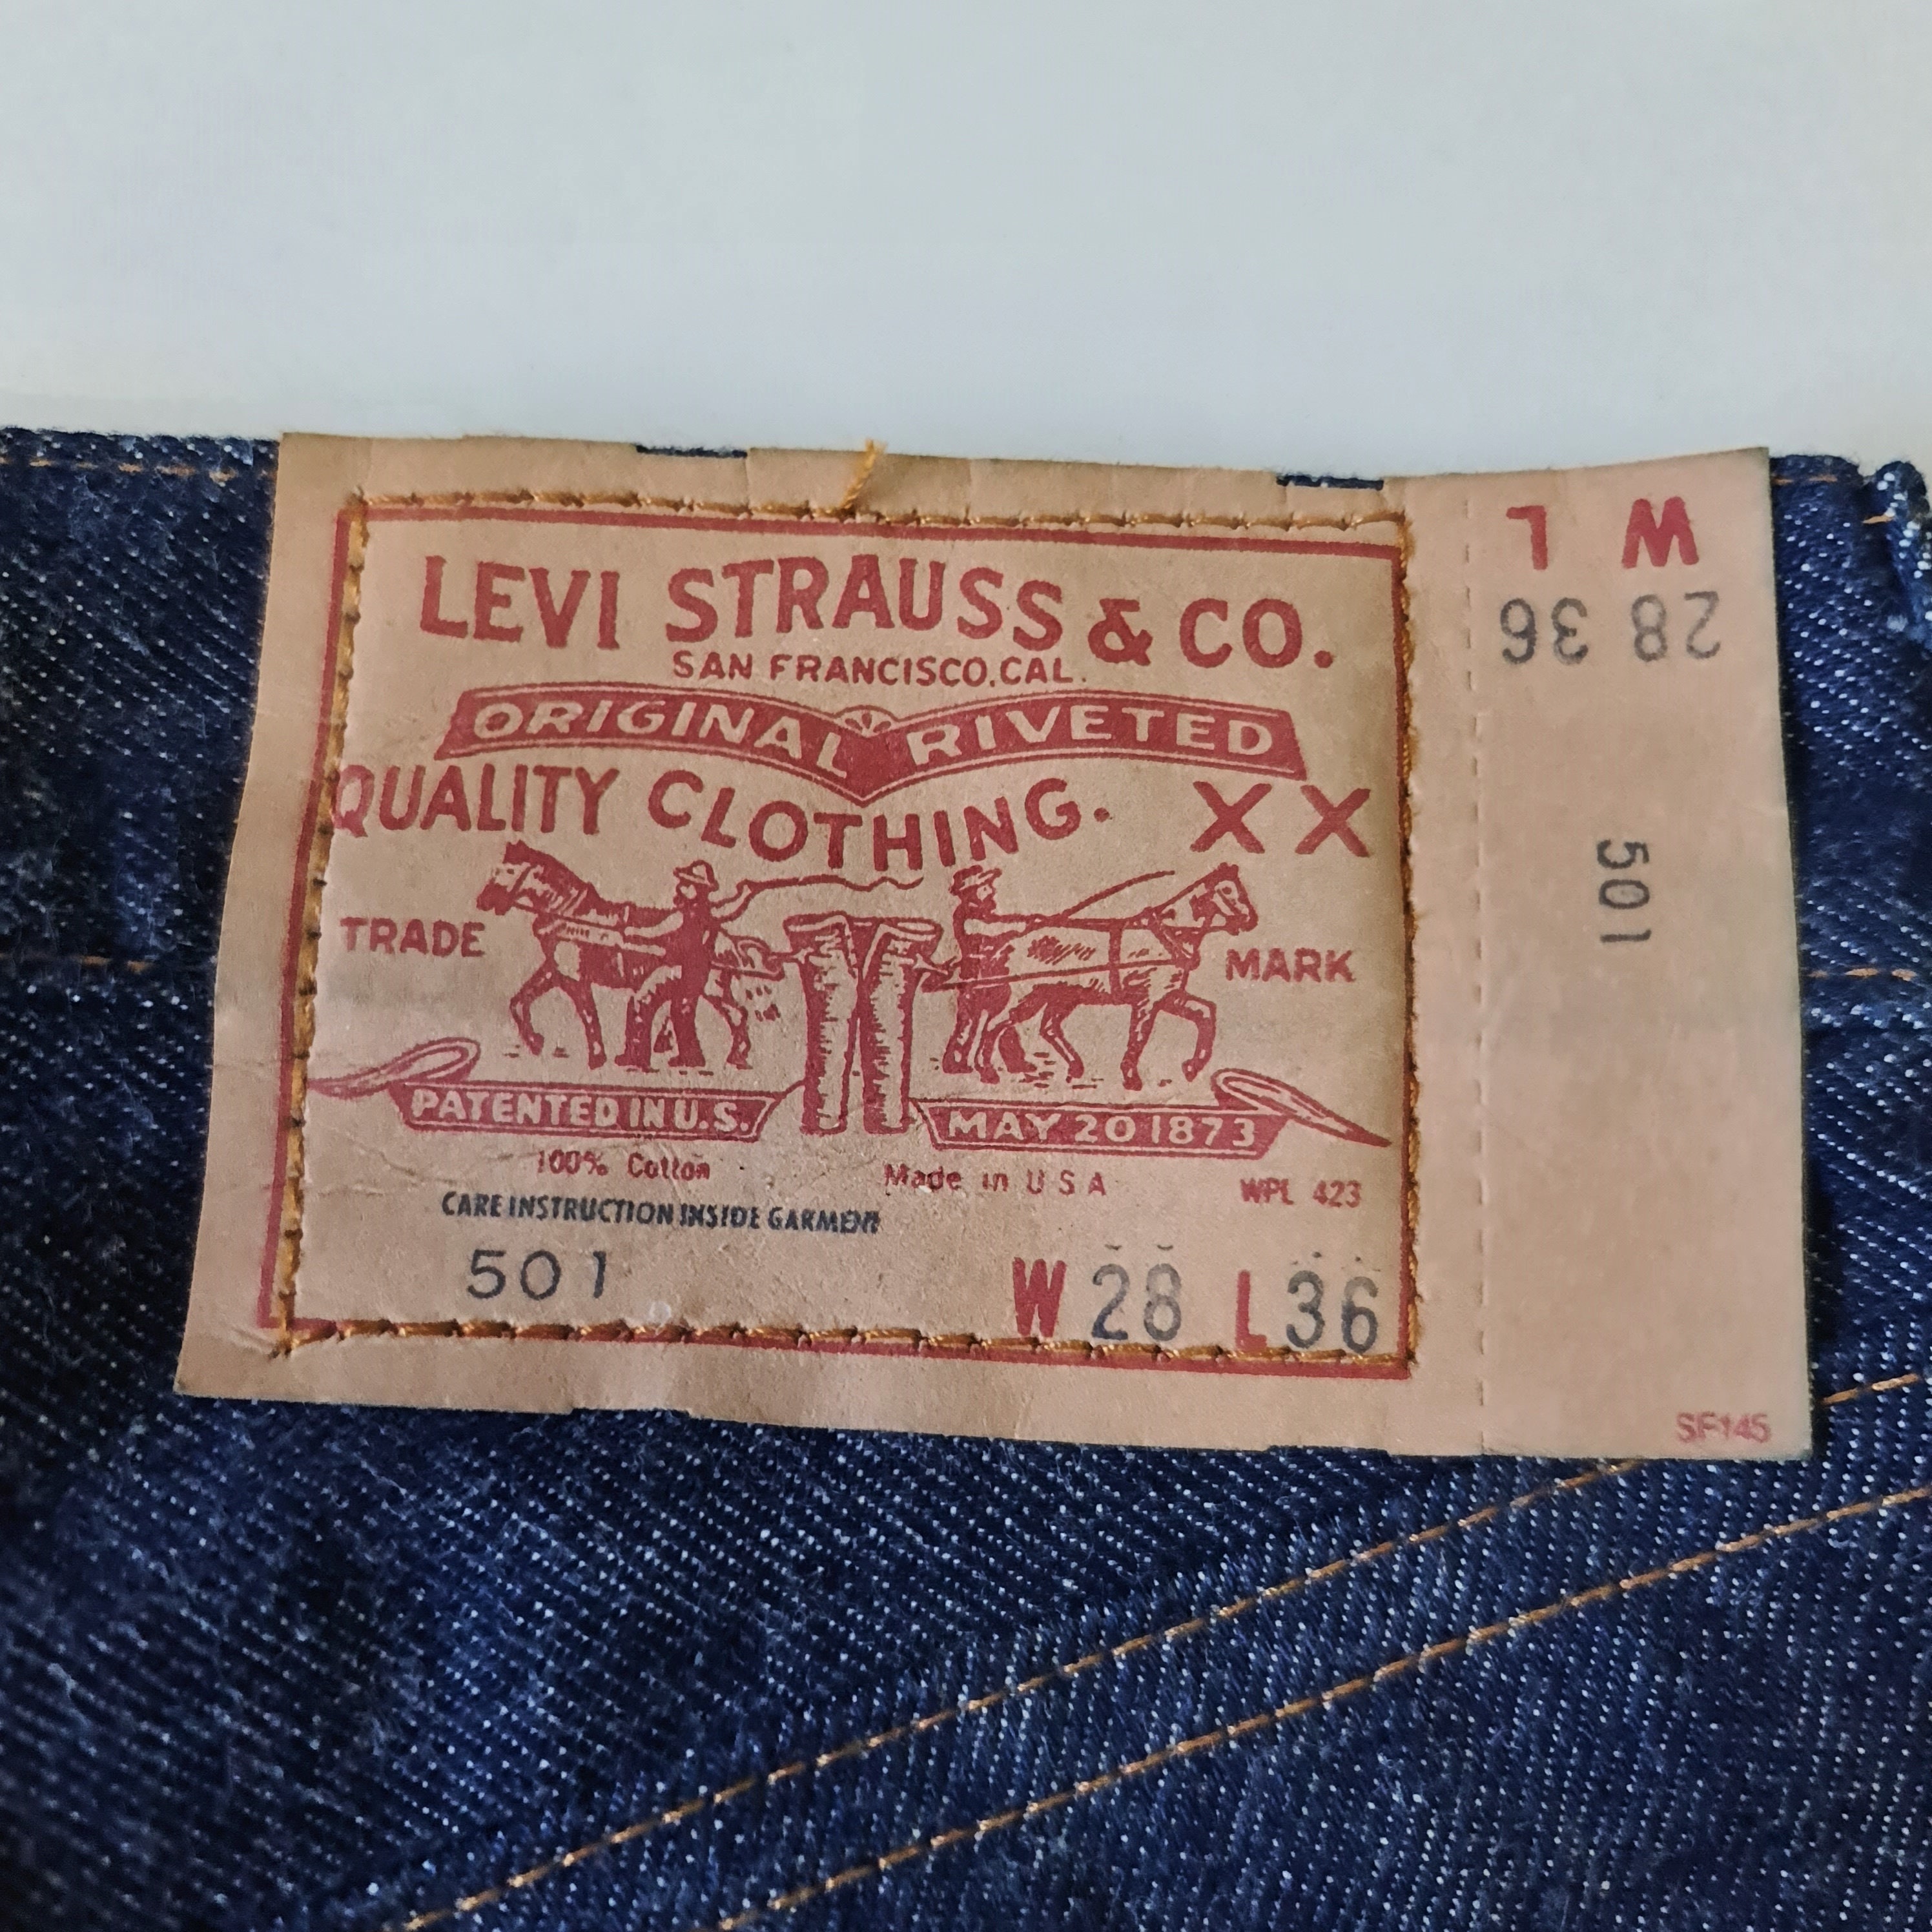 LEVI STRAUSS & CO.
SAN FRANCISCO, CAL.
ORIGINAL RIVETED
QUALITY CLOTHING. XX
TRADE MARK
PATENTED IN U.S. MAY 20 1873
100% Cotton Made in U S A WPL 423
CARE INSTRUCTION INSIDE GARMENT
501 W 28 L 36
W L
28 36
501
SF145